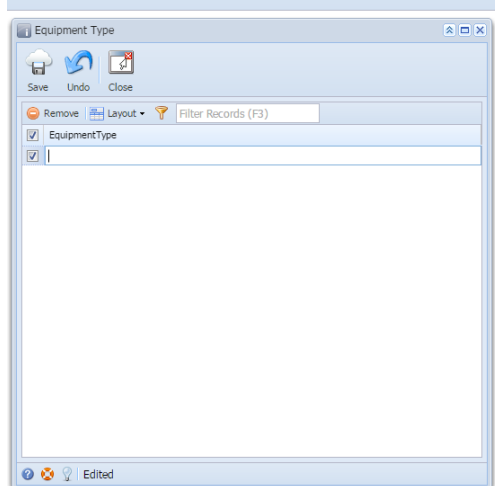 Equipment Type
Save Undo Close
Remove Layout Filter Records (F3)
EquipmentType
Edited